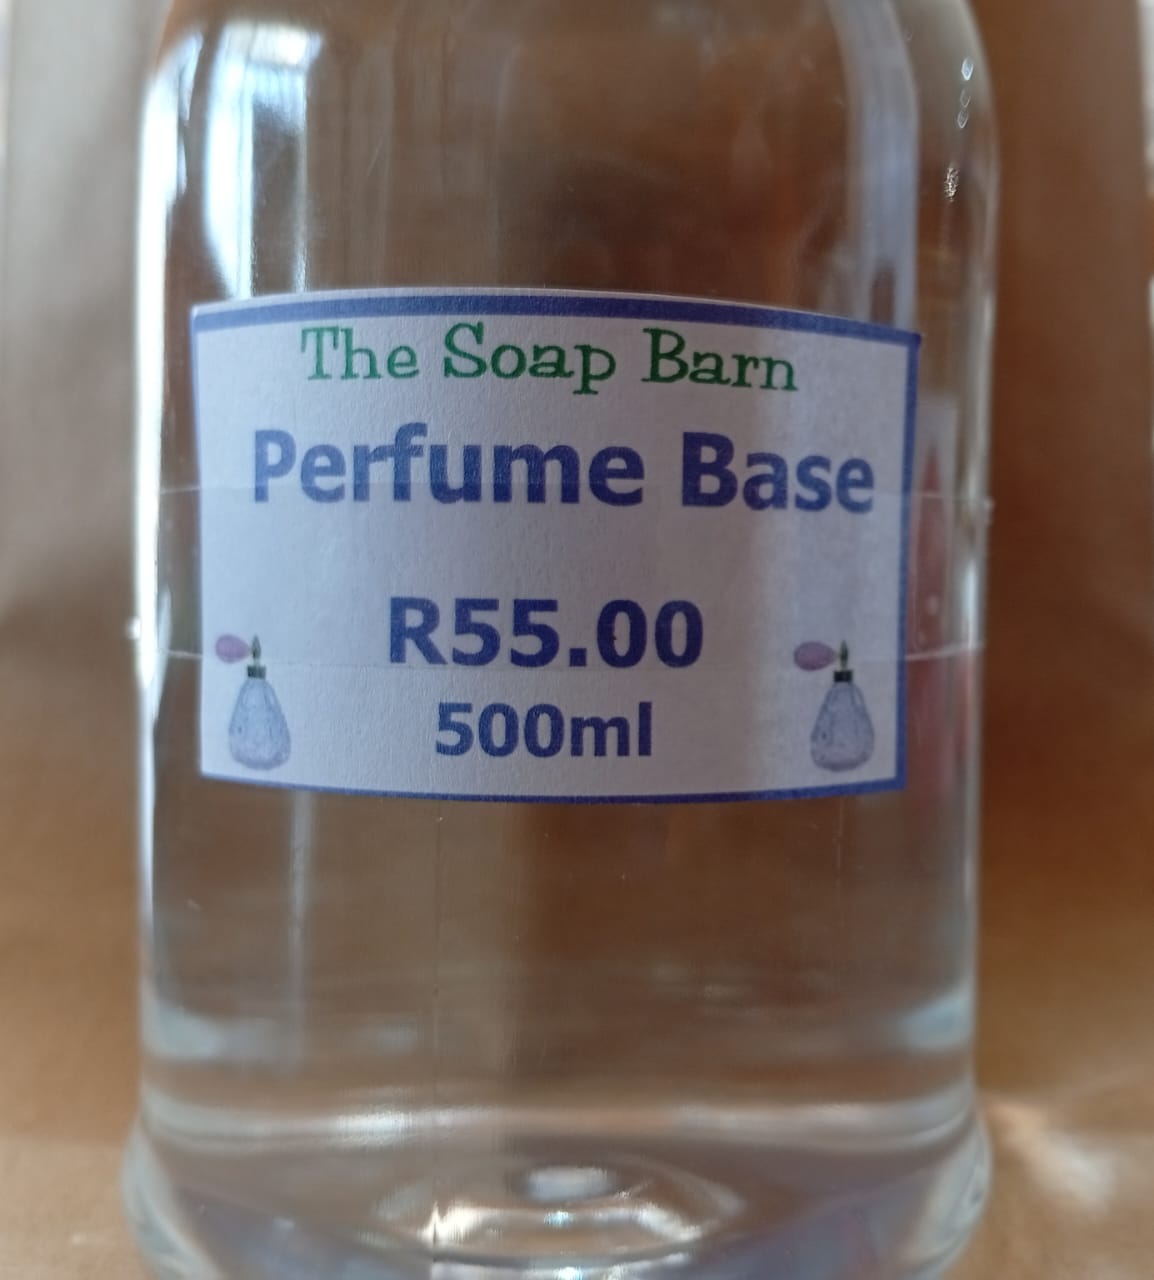 The Soap Barn
Perfume Base
R55.00
500ml